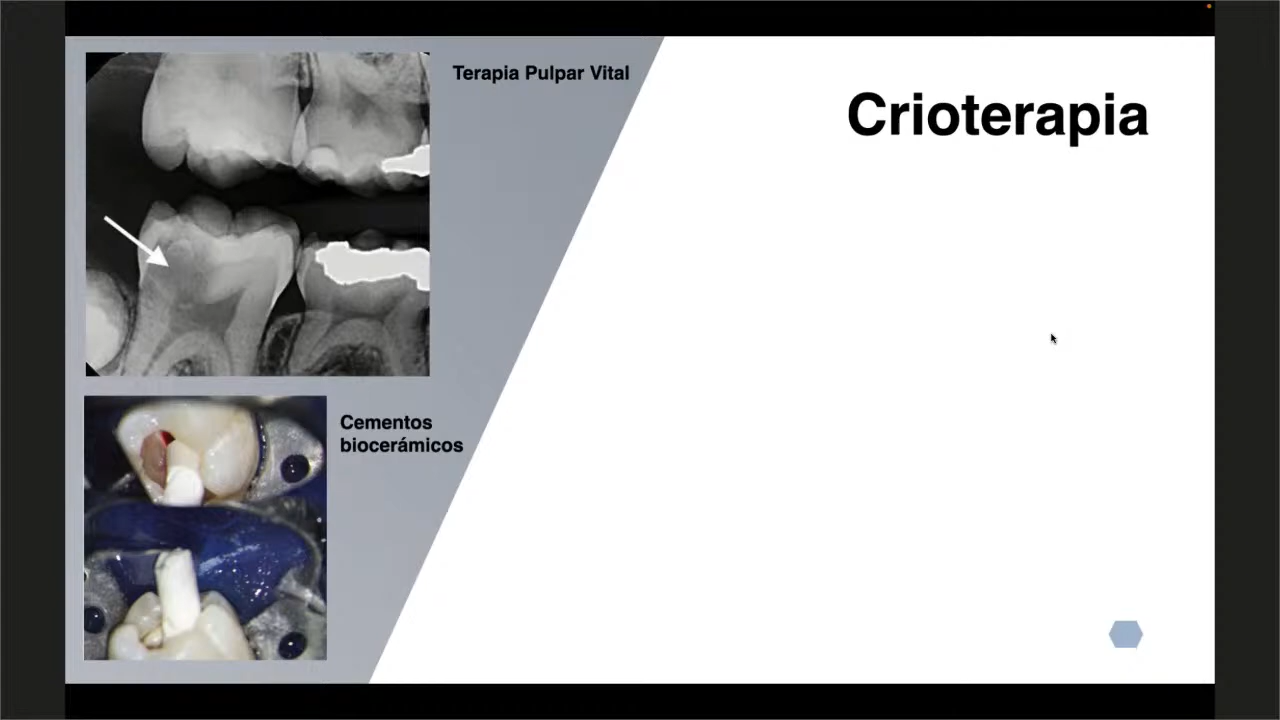 Terapia Pulpar Vital
Crioterapia
Cementos
biocerámicos